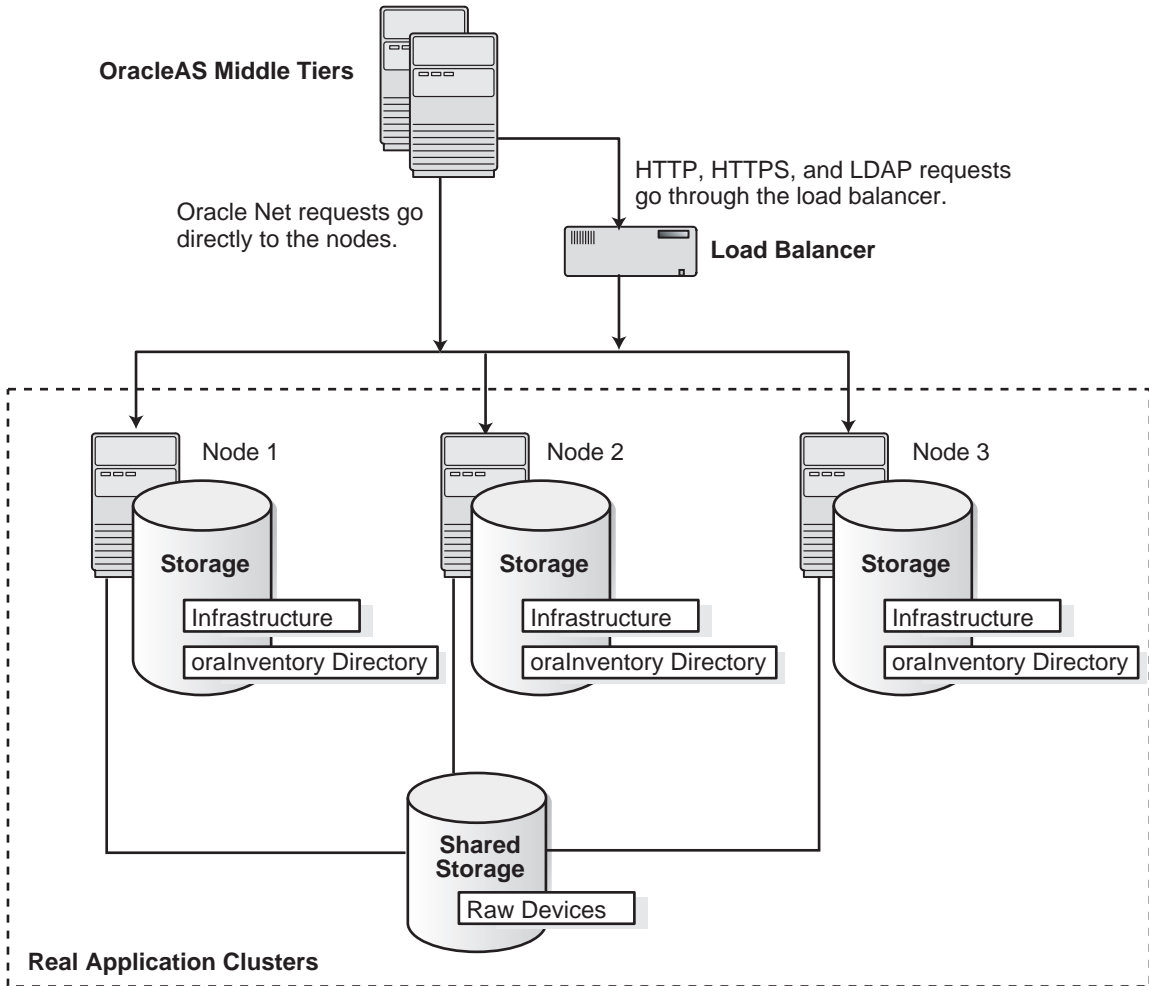 OracleAS Middle Tiers
HTTP, HTTPS, and LDAP requests
go through the load balancer.
Oracle Net requests go
directly to the nodes.
Load Balancer
Node 1
Node 2
Node 3
Storage
Storage
Storage
Infrastructure
Infrastructure
Infrastructure
oraInventory Directory
oraInventory Directory
oraInventory Directory
Shared
Storage
Raw Devices
Real Application Clusters